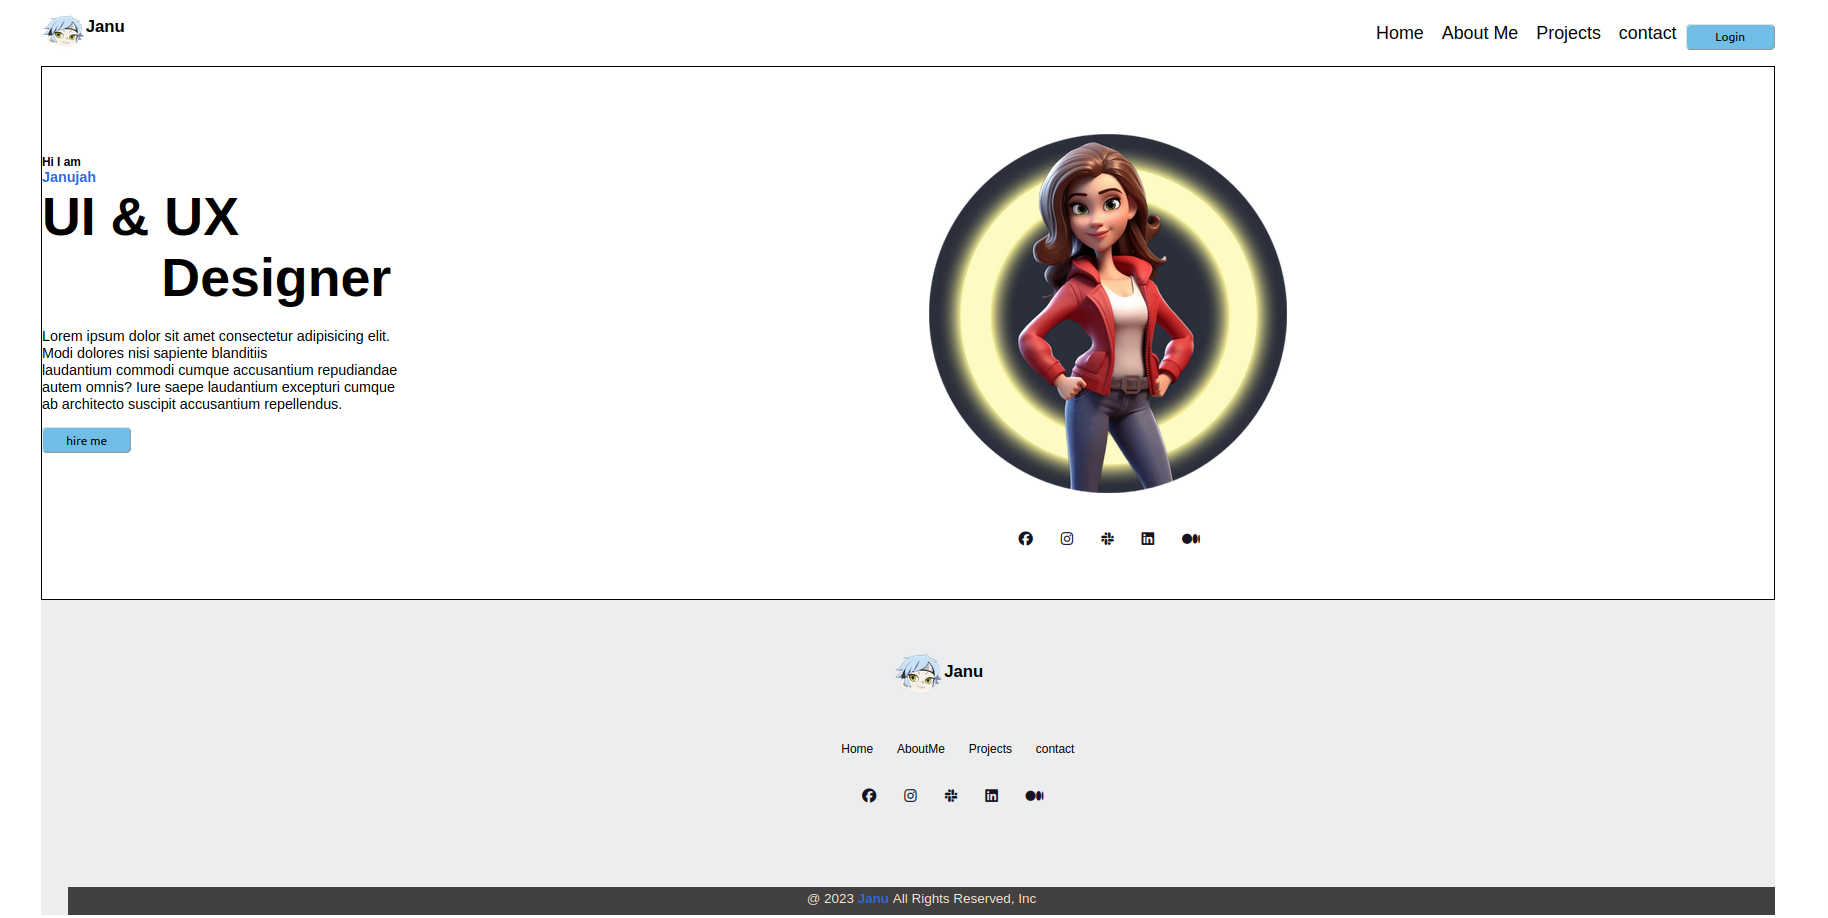 Janu
Home About Me Projects contact Login
Hi I am
Janujah
UI & UX
Designer
Lorem ipsum dolor sit amet consectetur adipisicing elit.
Modi dolores nisi sapiente blanditiis
laudantium commodi cumque accusantium repudiandae
autem omnis? Iure saepe laudantium excepturi cumque
ab architecto suscipit accusantium repellendus.
hire me
Janu
Home AboutMe Projects contact
@ 2023 Janu All Rights Reserved, Inc